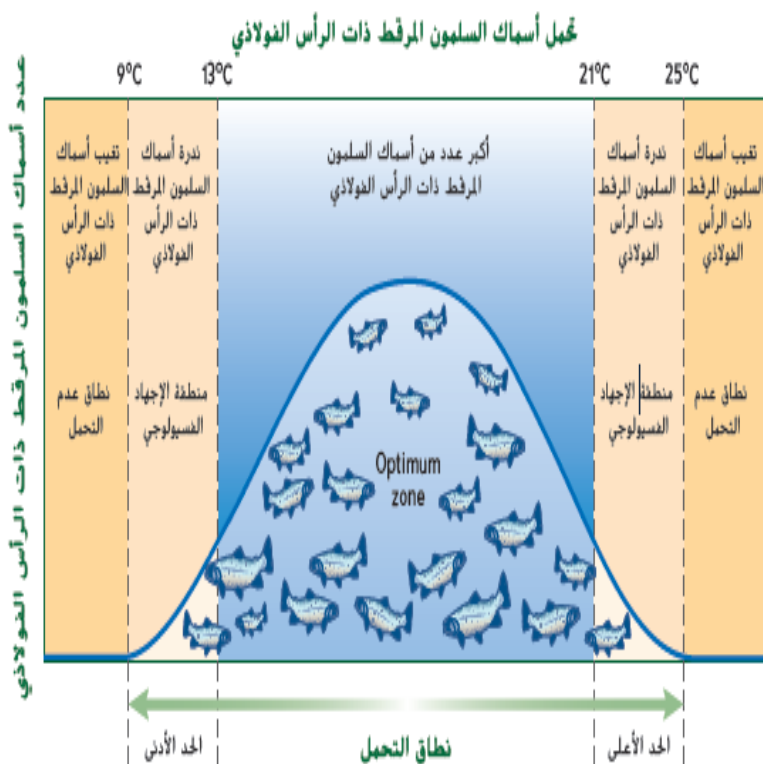 تحمل أسماك السلمون المرقط ذات الرأس الفولاذي
9°C 13°C 21°C 25°C
عدد أسماك السلمون المرقط ذات الرأس الفولاذي
تغيب أسماك
السلمون المرقط
ذات الرأس
الفولاذي
ندرة أسماك
السلمون المرقط
ذات الرأس
الفولاذي
أكبر عدد من أسماك السلمون
المرقط ذات الرأس الفولاذي
ندرة أسماك
السلمون المرقط
ذات الرأس
الفولاذي
تغيب أسماك
السلمون المرقط
ذات الرأس
الفولاذي
نطاق عدم
التحمل
منطقة الإجهاد
الفسيولوجي
Optimum
zone
منطقة الإجهاد
الفسيولوجي
نطاق عدم
التحمل
الحد الأدنى
نطاق التحمل
الحد الأعلى